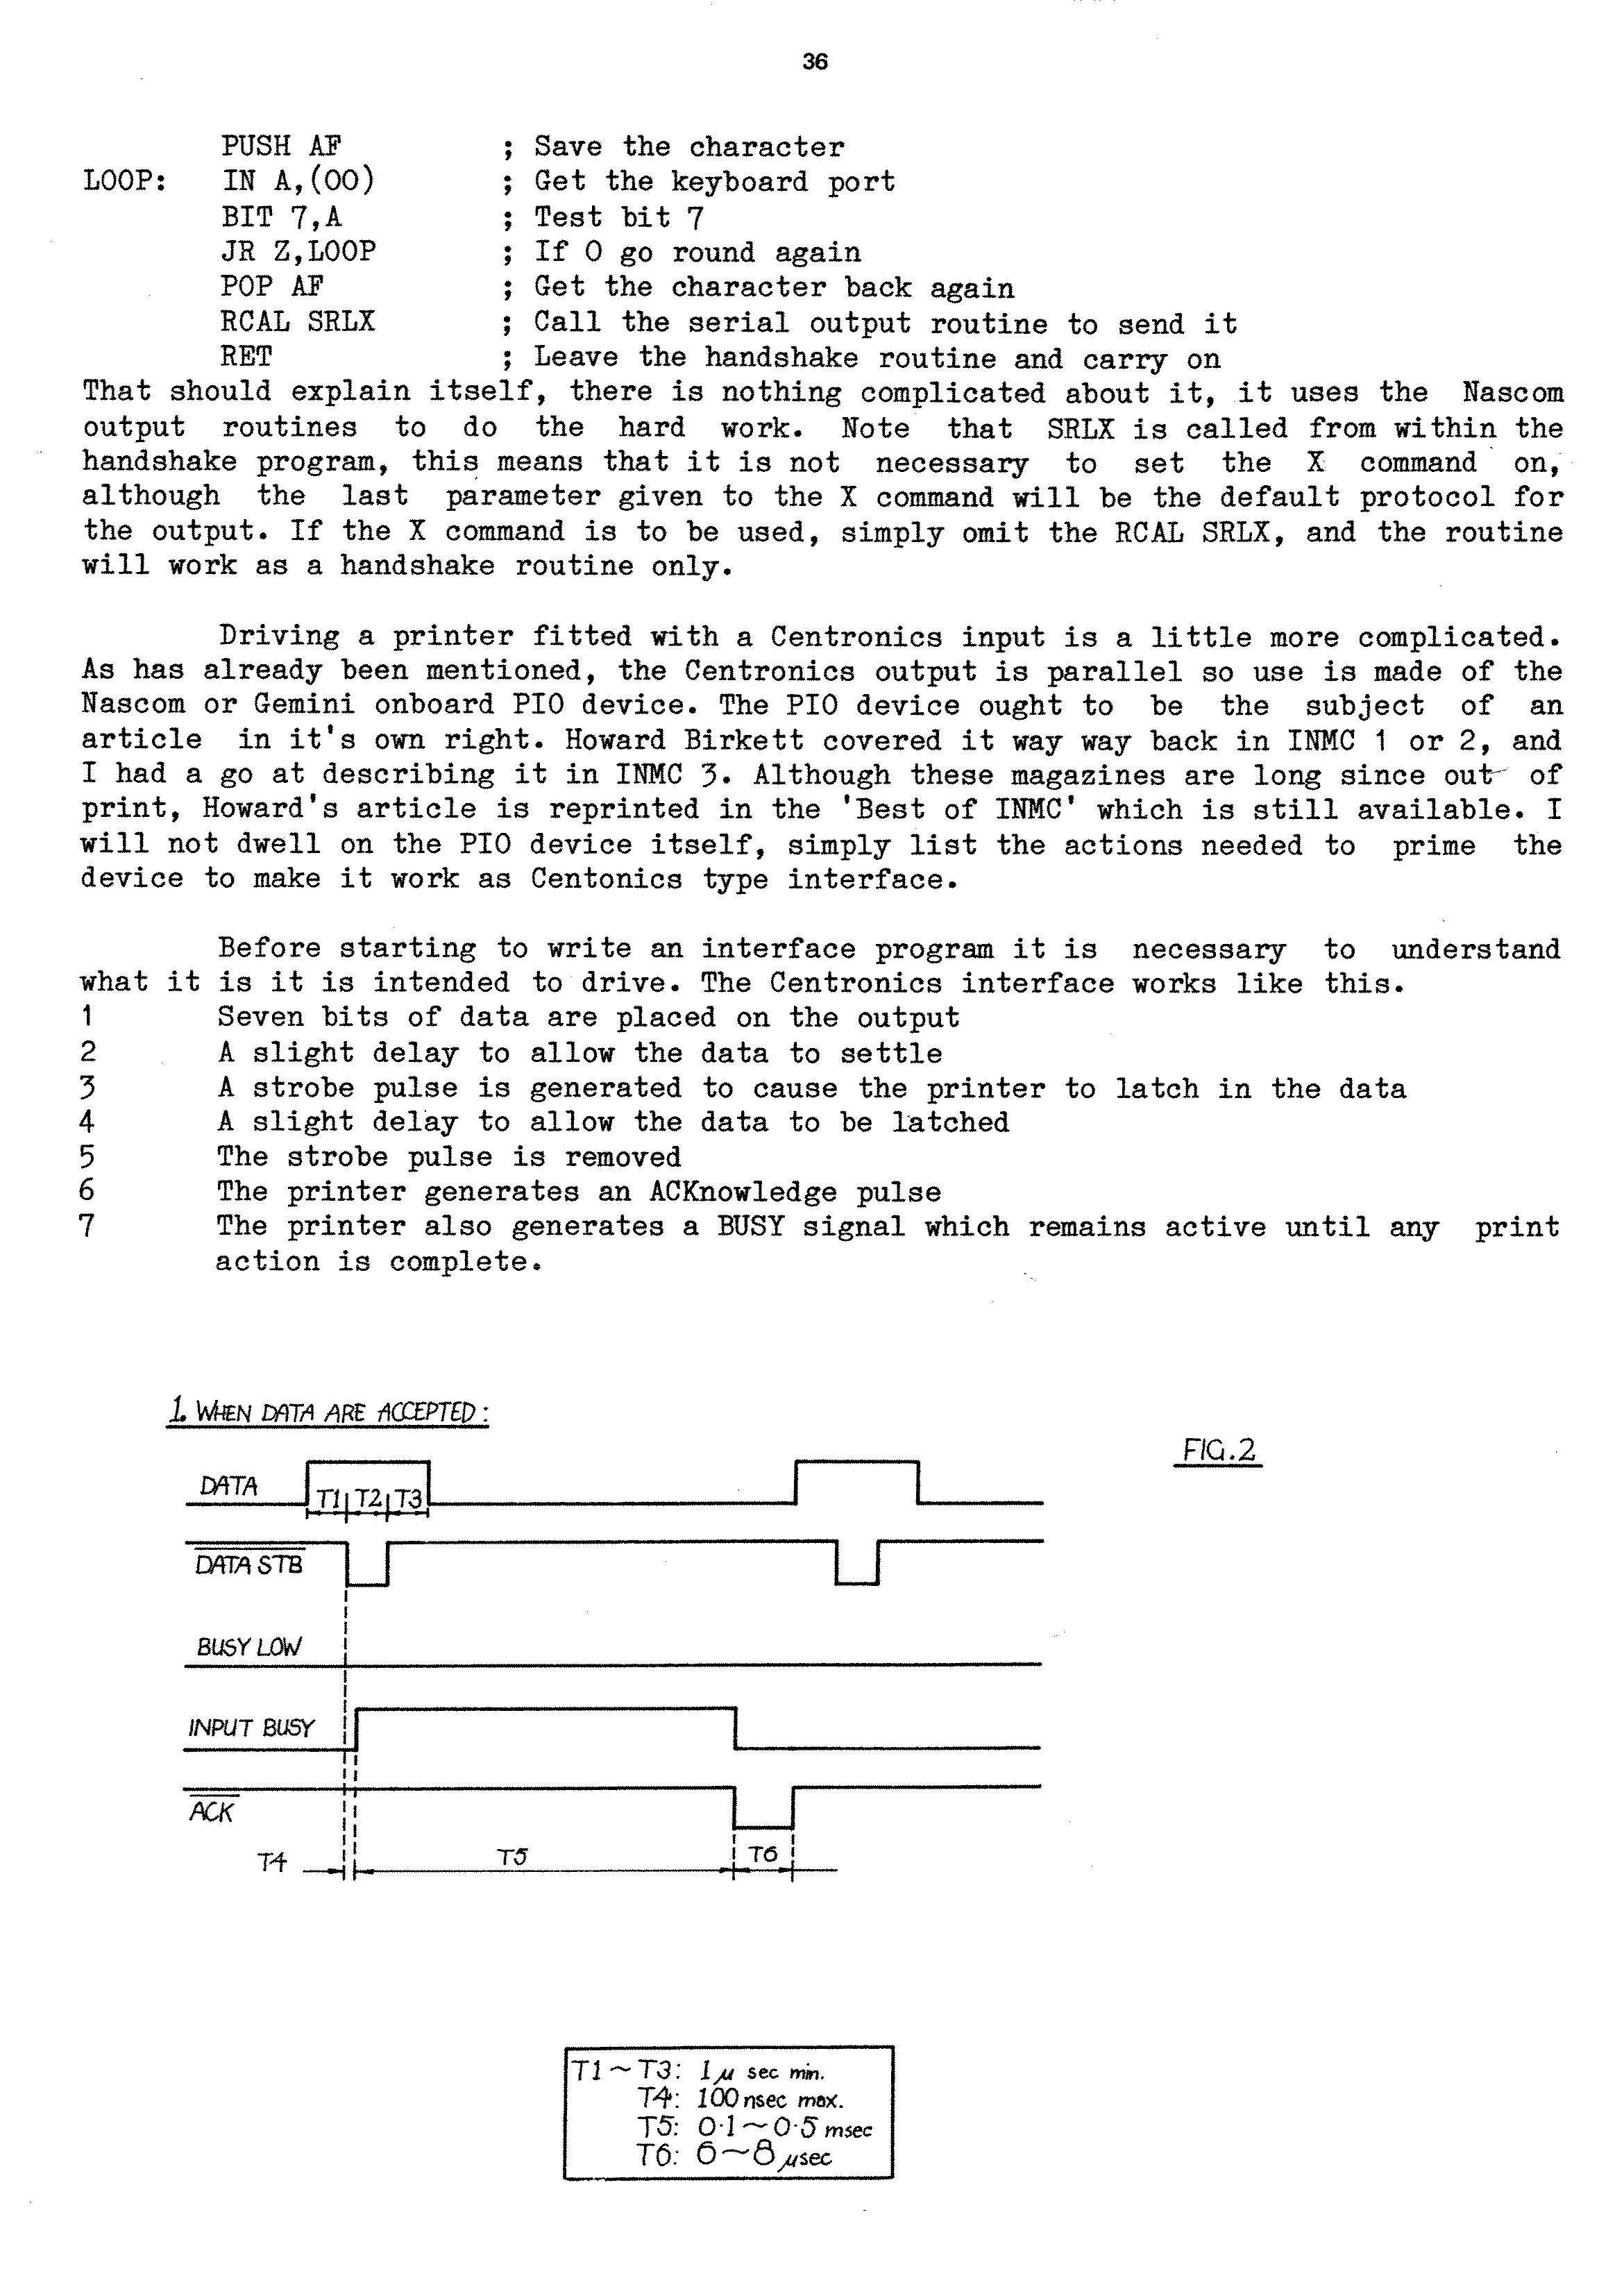 36
PUSH AF ; Save the character
LOOP: IN A,(00) ; Get the keyboard port
BIT 7,A ; Test bit 7
JR Z,LOOP ; If 0 go round again
POP AF ; Get the character back again
RCAL SRLX ; Call the serial output routine to send it
RET ; Leave the handshake routine and carry on
That should explain itself, there is nothing complicated about it, it uses the Nascom
output routines to do the hard work. Note that SRLX is called from within the
handshake program, this means that it is not necessary to set the X command on,
although the last parameter given to the X command will be the default protocol for
the output. If the X command is to be used, simply omit the RCAL SRLX, and the routine
will work as a handshake routine only.
Driving a printer fitted with a Centronics input is a little more complicated.
As has already been mentioned, the Centronics output is parallel so use is made of the
Nascom or Gemini onboard PIO device. The PIO device ought to be the subject of an
article in it's own right. Howard Birkett covered it way way back in INMC 1 or 2, and
I had a go at describing it in INMC 3. Although these magazines are long since out of
print, Howard's article is reprinted in the 'Best of INMC' which is still available. I
will not dwell on the PIO device itself, simply list the actions needed to prime the
device to make it work as Centonics type interface.
Before starting to write an interface program it is necessary to understand
what it is it is intended to drive. The Centronics interface works like this.
1 Seven bits of data are placed on the output
2 A slight delay to allow the data to settle
3 A strobe pulse is generated to cause the printer to latch in the data
4 A slight delay to allow the data to be latched
5 The strobe pulse is removed
6 The printer generates an ACKnowledge pulse
7 The printer also generates a BUSY signal which remains active until any print
action is complete.
1. WHEN DATA ARE ACCEPTED:
FIG.2
DATA
T1 T2 T3
DATA STB
BUSY LOW
INPUT BUSY
ACK
T4 T5 T6
T1~T3: 1μ sec min.
T4: 100 nsec max.
T5: 0·1~0·5 msec
T6: 6~8 μsec